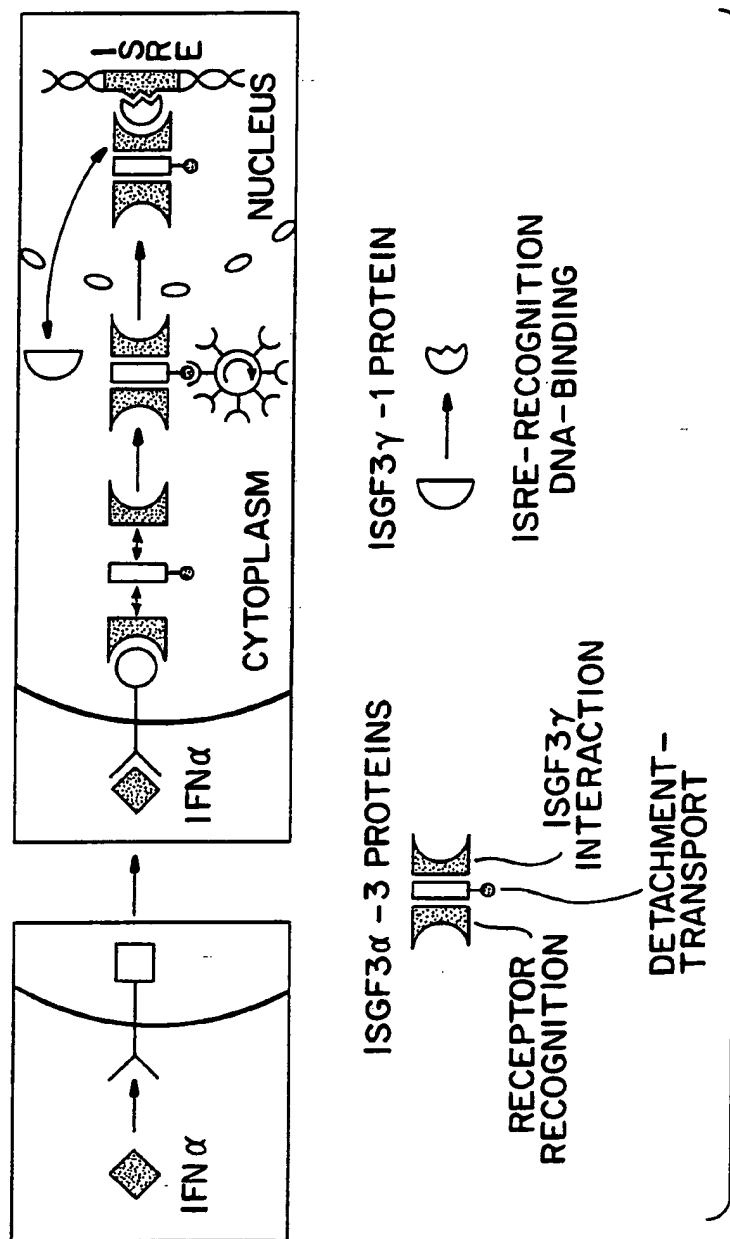 IFNα
IFNα
CYTOPLASM
NUCLEUS
ISRE
ISGF3α - 3 PROTEINS
RECEPTOR
RECOGNITION
ISGF3γ
INTERACTION
DETACHMENT-
TRANSPORT
ISGF3γ - 1 PROTEIN
ISRE-RECOGNITION
DNA-BINDING